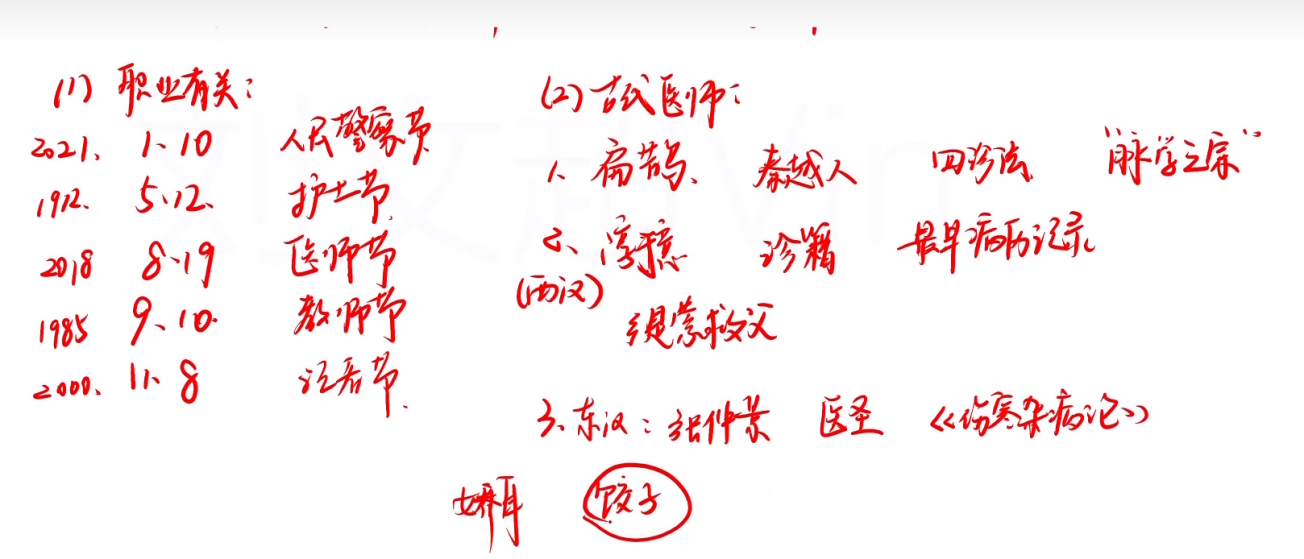 (1) 职业有关:
2021、 1.10 人民警察节
1912. 5.12. 护士节
2018 8.19 医师节
1985 9.10. 教师节
2000、 11.8 记者节.
(2) 古代医师:
1、扁鹊、 秦越人 四诊法 “脉学之宗”
2、淳于意 诊籍 最早病历记录
(西汉)
缇萦救父
3、东汉: 张仲景 医圣 《伤寒杂病论》
娇耳 饺子